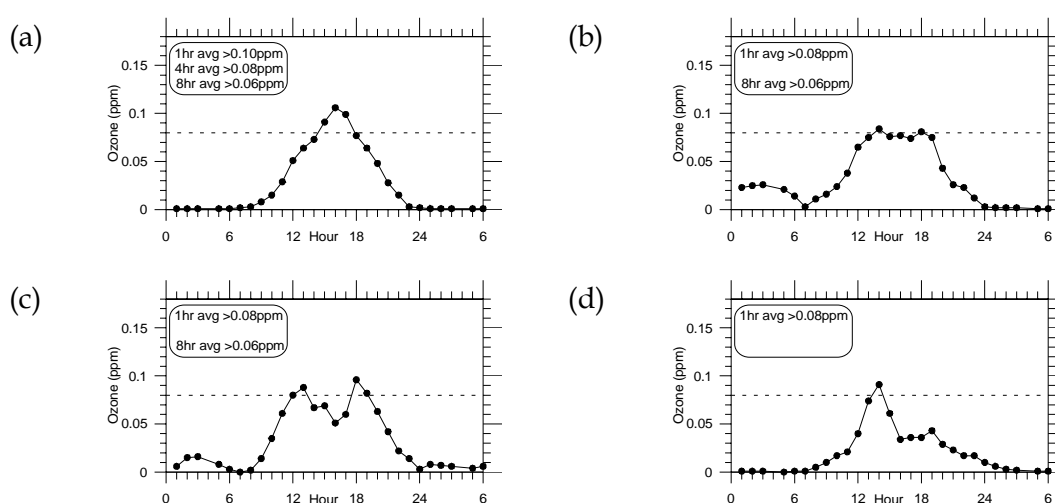 (a)
1hr avg >0.10ppm
4hr avg >0.08ppm
8hr avg >0.06ppm
Ozone (ppm)
0.15
0.1
0.05
0
0 6 12 Hour 18 24 6
(b)
1hr avg >0.08ppm
8hr avg >0.06ppm
Ozone (ppm)
0.15
0.1
0.05
0
0 6 12 Hour 18 24 6
(c)
1hr avg >0.08ppm
8hr avg >0.06ppm
Ozone (ppm)
0.15
0.1
0.05
0
0 6 12 Hour 18 24 6
(d)
1hr avg >0.08ppm
Ozone (ppm)
0.15
0.1
0.05
0
0 6 12 Hour 18 24 6